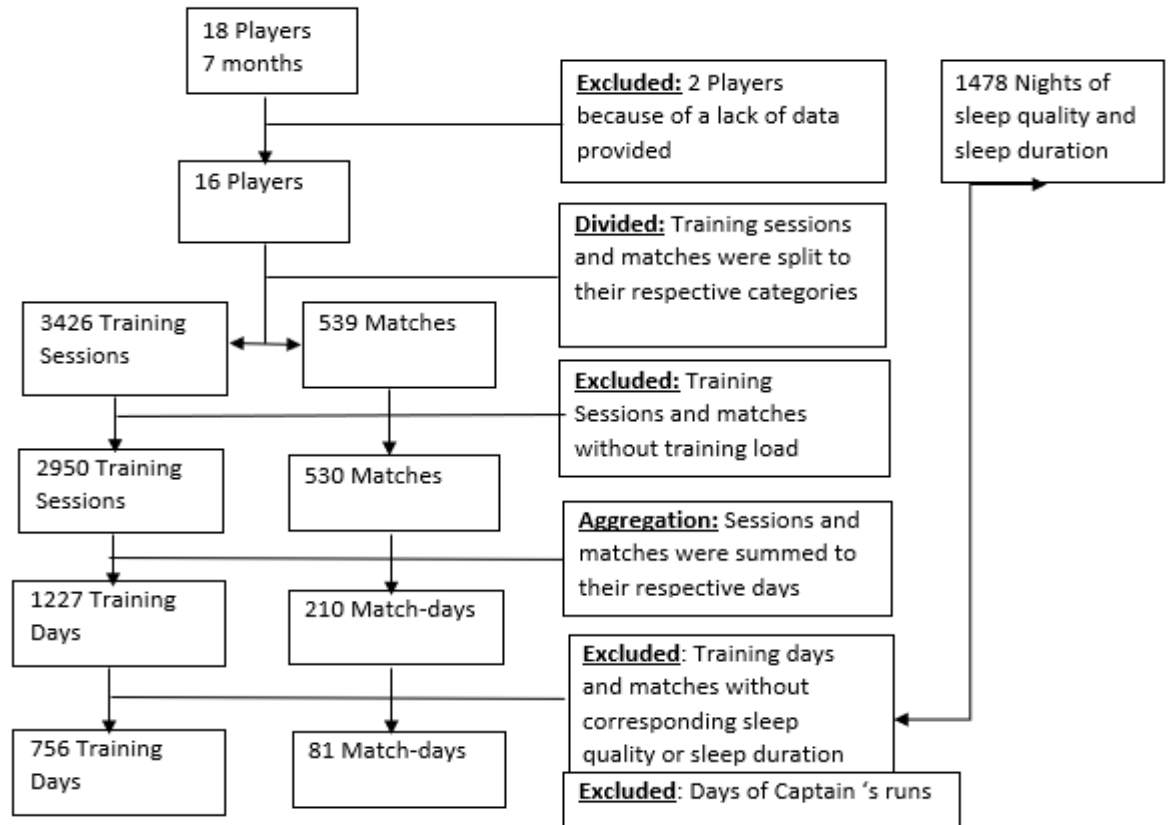 18 Players
7 months
Excluded: 2 Players
because of a lack of data
provided
1478 Nights of
sleep quality and
sleep duration
16 Players
Divided: Training sessions
and matches were split to
their respective categories
3426 Training
Sessions
539 Matches
Excluded: Training
Sessions and matches
without training load
2950 Training
Sessions
530 Matches
Aggregation: Sessions and
matches were summed to
their respective days
1227 Training
Days
210 Match-days
Excluded: Training days
and matches without
corresponding sleep
quality or sleep duration
756 Training
Days
81 Match-days
Excluded: Days of Captain ‘s runs